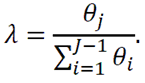 λ = θ_j / ∑_{i=1}^{J−1} θ_i.